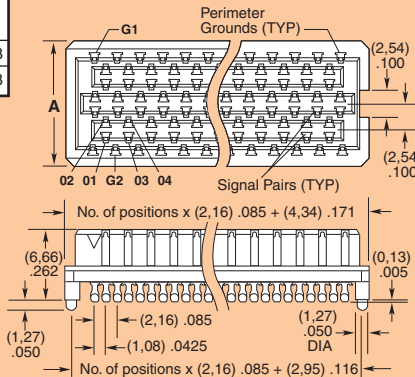 3
3
G1
Perimeter
Grounds (TYP)
(2,54)
.100
A
02
01
G2
03
04
Signal Pairs (TYP)
(2,54)
.100
No. of positions x (2,16) .085 + (4,34) .171
(6,66)
.262
(0,13)
.005
(1,27)
.050
(2,16) .085
(1,08) .0425
(1,27)
.050
DIA
No. of positions x (2,16) .085 + (2,95) .116